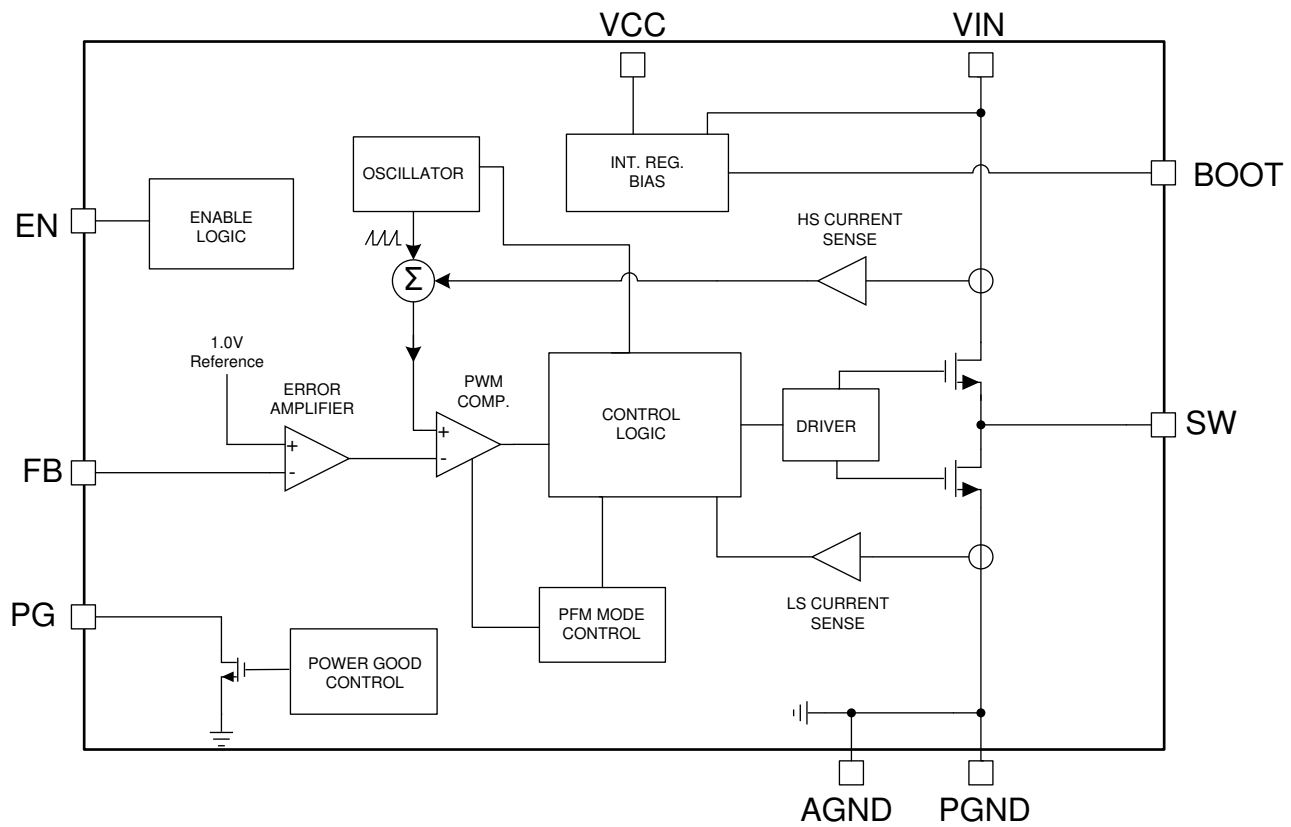 VCC
VIN
OSCILLATOR
INT. REG.
BIAS
BOOT
EN
ENABLE
LOGIC
HS CURRENT
SENSE
Σ
1.0V
Reference
ERROR
AMPLIFIER
PWM
COMP.
CONTROL
LOGIC
DRIVER
SW
+
-
+
-
FB
PG
POWER GOOD
CONTROL
PFM MODE
CONTROL
LS CURRENT
SENSE
AGND
PGND